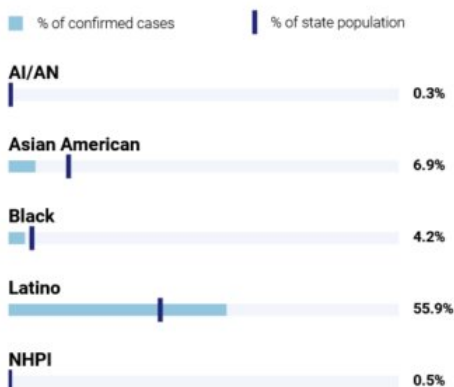 % of confirmed cases % of state population
AI/AN
0.3%
Asian American
6.9%
Black
4.2%
Latino
55.9%
NHPI
0.5%